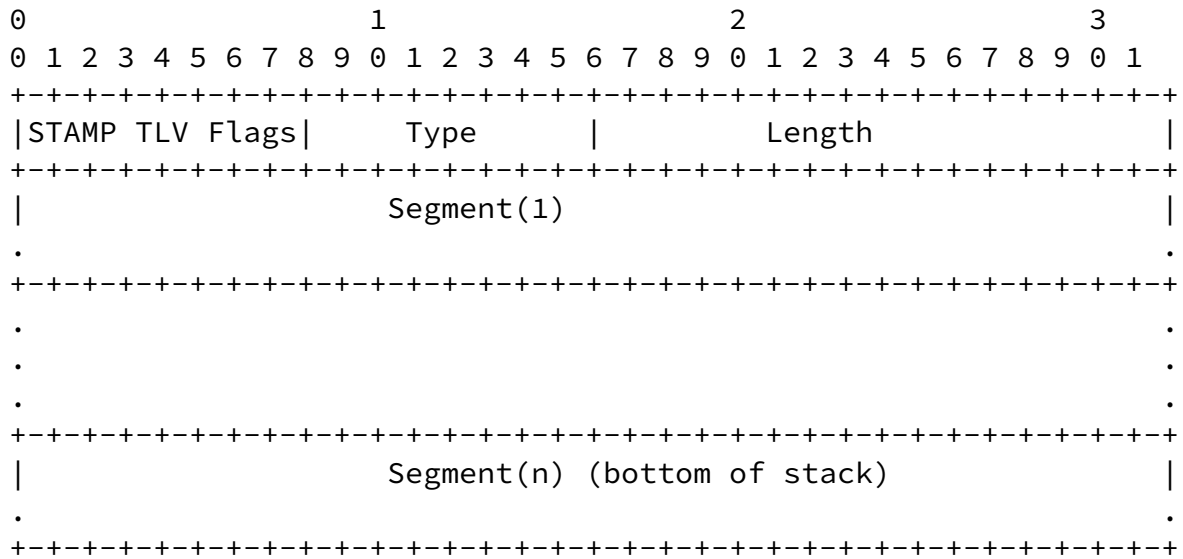 0                   1                   2                   3
0 1 2 3 4 5 6 7 8 9 0 1 2 3 4 5 6 7 8 9 0 1 2 3 4 5 6 7 8 9 0 1
+-+-+-+-+-+-+-+-+-+-+-+-+-+-+-+-+-+-+-+-+-+-+-+-+-+-+-+-+-+-+-+-+
|STAMP TLV Flags|     Type      |         Length                |
+-+-+-+-+-+-+-+-+-+-+-+-+-+-+-+-+-+-+-+-+-+-+-+-+-+-+-+-+-+-+-+-+
|                    Segment(1)                                 |
.                                                               .
+-+-+-+-+-+-+-+-+-+-+-+-+-+-+-+-+-+-+-+-+-+-+-+-+-+-+-+-+-+-+-+-+
.                                                               .
.                                                               .
.                                                               .
+-+-+-+-+-+-+-+-+-+-+-+-+-+-+-+-+-+-+-+-+-+-+-+-+-+-+-+-+-+-+-+-+
|                    Segment(n) (bottom of stack)               |
.                                                               .
+-+-+-+-+-+-+-+-+-+-+-+-+-+-+-+-+-+-+-+-+-+-+-+-+-+-+-+-+-+-+-+-+